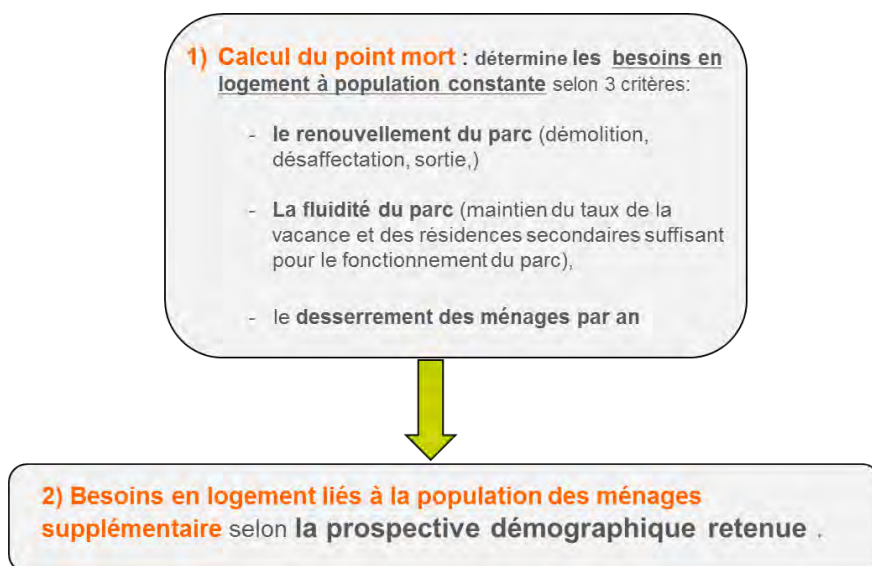 1) Calcul du point mort : détermine les besoins en
logement à population constante selon 3 critères:
- le renouvellement du parc (démolition,
désaffectation, sortie,)
- La fluidité du parc (maintien du taux de la
vacance et des résidences secondaires suffisant
pour le fonctionnement du parc),
- le desserrement des ménages par an
2) Besoins en logement liés à la population des ménages
supplémentaire selon la prospective démographique retenue .